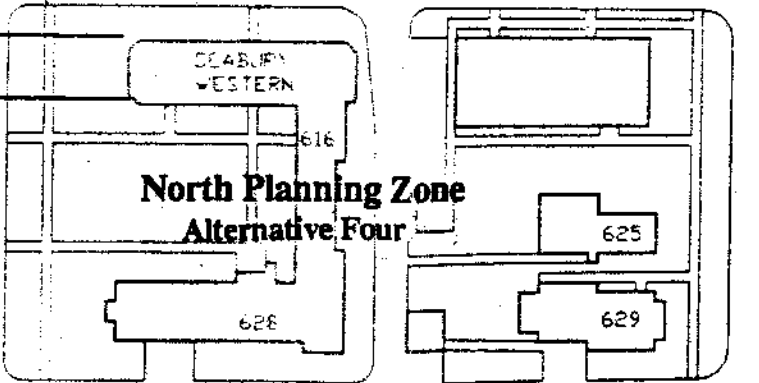 SEABURY
WESTERN
616
North Planning Zone
Alternative Four
625
628
629